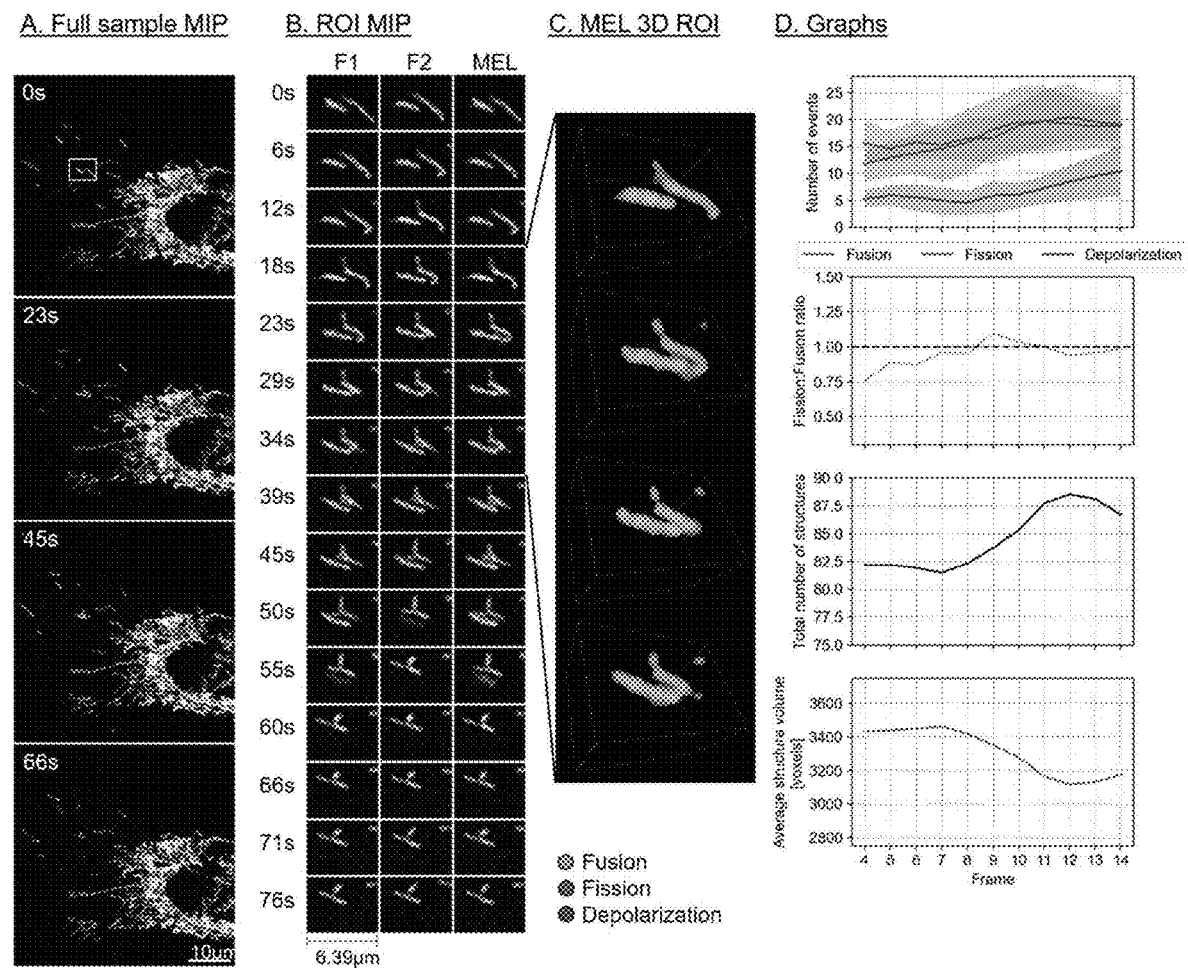 A. Full sample MIP
B. ROI MIP
C. MEL 3D ROI
D. Graphs
0s
23s
45s
66s
10μm
F1 F2 MEL
0s
6s
12s
18s
23s
29s
34s
39s
45s
50s
55s
60s
66s
71s
76s
6.39μm
Fusion
Fission
Depolarization
Number of events
25
20
15
10
5
0
Fusion Fission Depolarization
Fission:Fusion ratio
1.50
1.25
1.00
0.75
0.50
Total number of structures
90.0
87.5
85.0
82.5
80.0
77.5
75.0
Average structure volume
[voxels]
3600
3400
3200
3000
2800
4 5 6 7 8 9 10 11 12 13 14
Frame